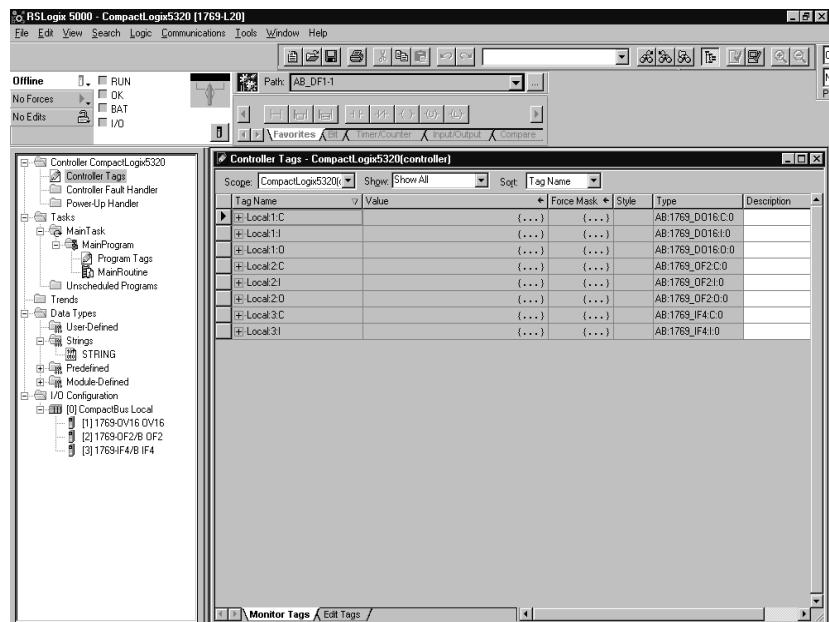 RSLogix 5000 - CompactLogix5320 [1769-L20]
File Edit View Search Logic Communications Tools Window Help
Offline
RUN
No Forces
OK
BAT
No Edits
I/O
Path: AB_DF1-1
Favorites Bit Timer/Counter Input/Output Compare
Controller CompactLogix5320
Controller Tags
Controller Fault Handler
Power-Up Handler
Tasks
MainTask
MainProgram
Program Tags
MainRoutine
Unscheduled Programs
Trends
Data Types
User-Defined
Strings
STRING
Predefined
Module-Defined
I/O Configuration
[0] CompactBus Local
[1] 1769-OV16 OV16
[2] 1769-OF2/B OF2
[3] 1769-IF4/B IF4
Controller Tags - CompactLogix5320(controller)
Scope: CompactLogix5320( Show: Show All Sort: Tag Name
Tag Name Value Force Mask Style Type Description
Local:1:C {...} {...} AB:1769_DO16:C:0
Local:1:I {...} {...} AB:1769_DO16:I:0
Local:1:O {...} {...} AB:1769_DO16:O:0
Local:2:C {...} {...} AB:1769_OF2:C:0
Local:2:I {...} {...} AB:1769_OF2:I:0
Local:2:O {...} {...} AB:1769_OF2:O:0
Local:3:C {...} {...} AB:1769_IF4:C:0
Local:3:I {...} {...} AB:1769_IF4:I:0
Monitor Tags Edit Tags